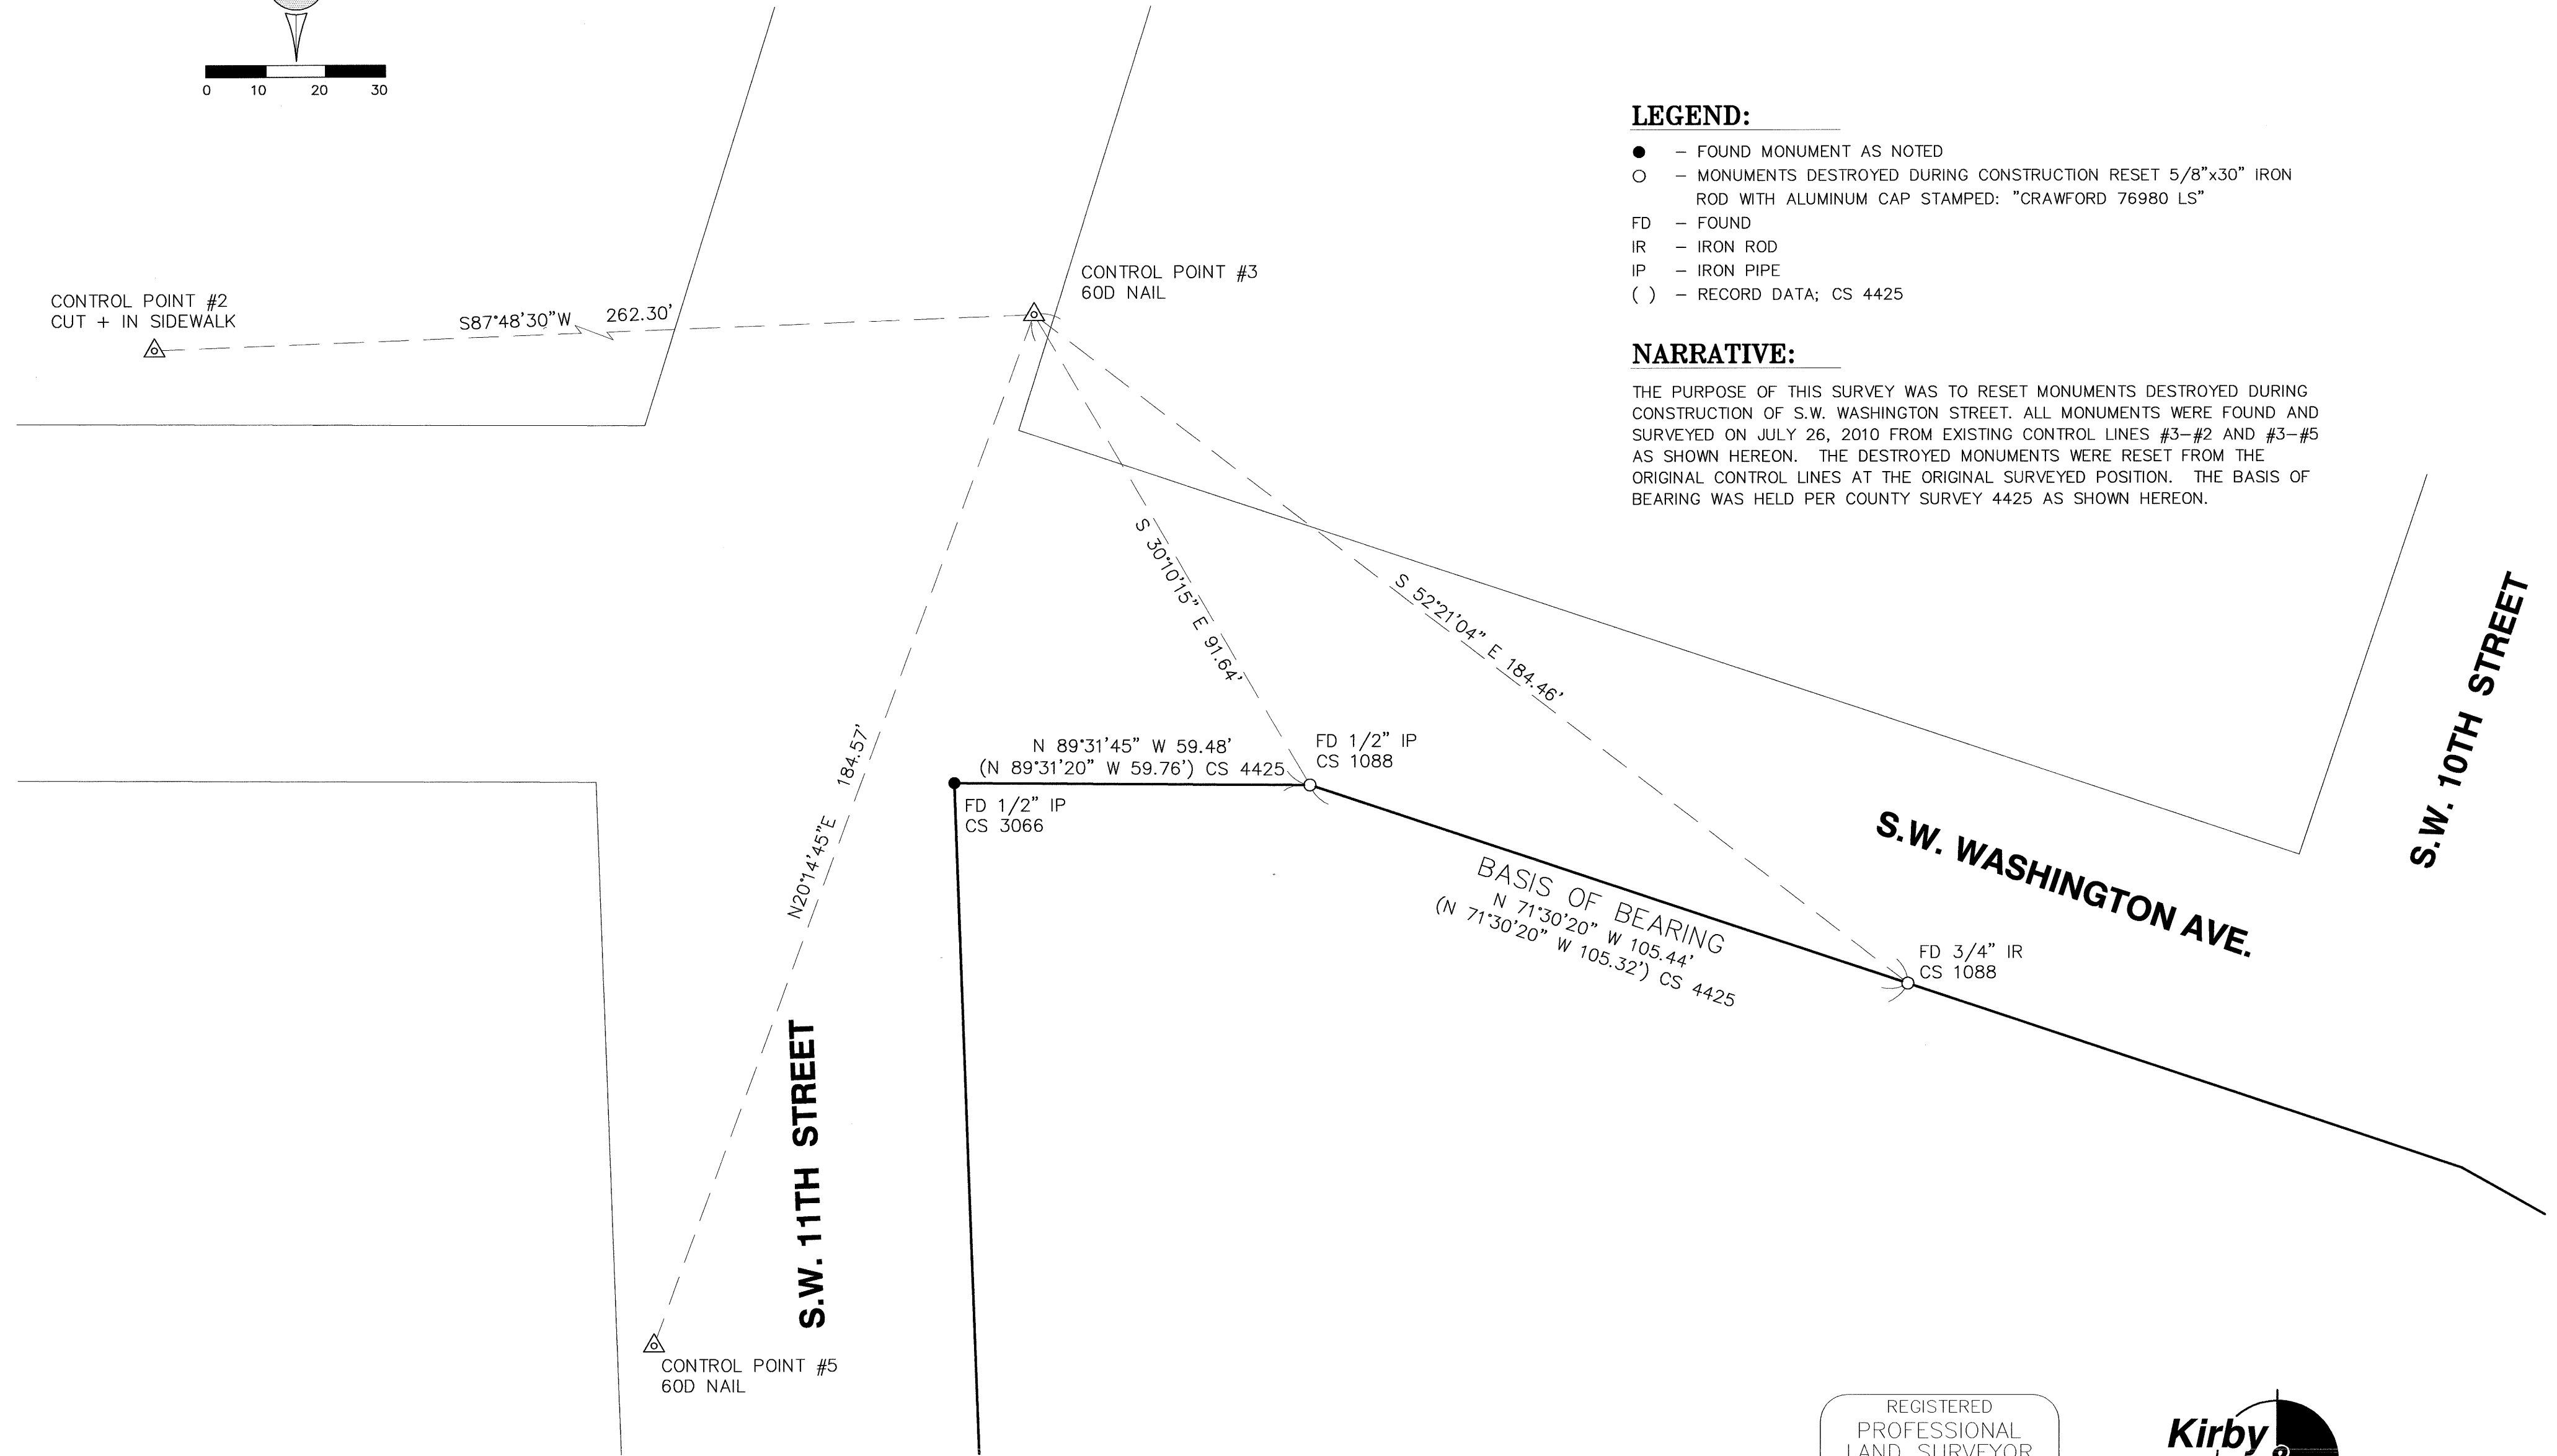 0 10 20 30
LEGEND:
● – FOUND MONUMENT AS NOTED
○ – MONUMENTS DESTROYED DURING CONSTRUCTION RESET 5/8"x30" IRON
ROD WITH ALUMINUM CAP STAMPED: "CRAWFORD 76980 LS"
FD – FOUND
IR – IRON ROD
IP – IRON PIPE
( ) – RECORD DATA; CS 4425
NARRATIVE:
THE PURPOSE OF THIS SURVEY WAS TO RESET MONUMENTS DESTROYED DURING
CONSTRUCTION OF S.W. WASHINGTON STREET. ALL MONUMENTS WERE FOUND AND
SURVEYED ON JULY 26, 2010 FROM EXISTING CONTROL LINES #3–#2 AND #3–#5
AS SHOWN HEREON. THE DESTROYED MONUMENTS WERE RESET FROM THE
ORIGINAL CONTROL LINES AT THE ORIGINAL SURVEYED POSITION. THE BASIS OF
BEARING WAS HELD PER COUNTY SURVEY 4425 AS SHOWN HEREON.
CONTROL POINT #2
CUT + IN SIDEWALK
S87°48'30"W 262.30'
CONTROL POINT #3
60D NAIL
S 30°10'15" E 91.64'
S 52°21'04" E 184.46'
N20°14'45"E 184.57'
N 89°31'45" W 59.48'
(N 89°31'20" W 59.76') CS 4425
FD 1/2" IP
CS 1088
FD 1/2" IP
CS 3066
BASIS OF BEARING
N 71°30'20" W 105.44'
(N 71°30'20" W 105.32') CS 4425
S.W. WASHINGTON AVE.
S.W. 10TH STREET
FD 3/4" IR
CS 1088
S.W. 11TH STREET
CONTROL POINT #5
60D NAIL
REGISTERED
PROFESSIONAL
LAND SURVEYOR
Kirby